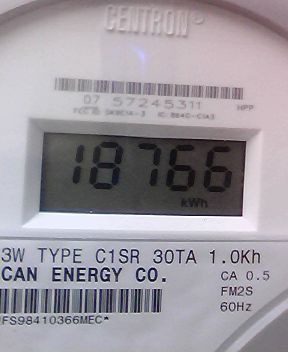 CENTRON®
07 57245311 HPP
18766
kWh
3W TYPE C1SR 30TA 1.0Kh
CAN ENERGY CO. CA 0.5
FM2S
60Hz
FS98410366MEC*